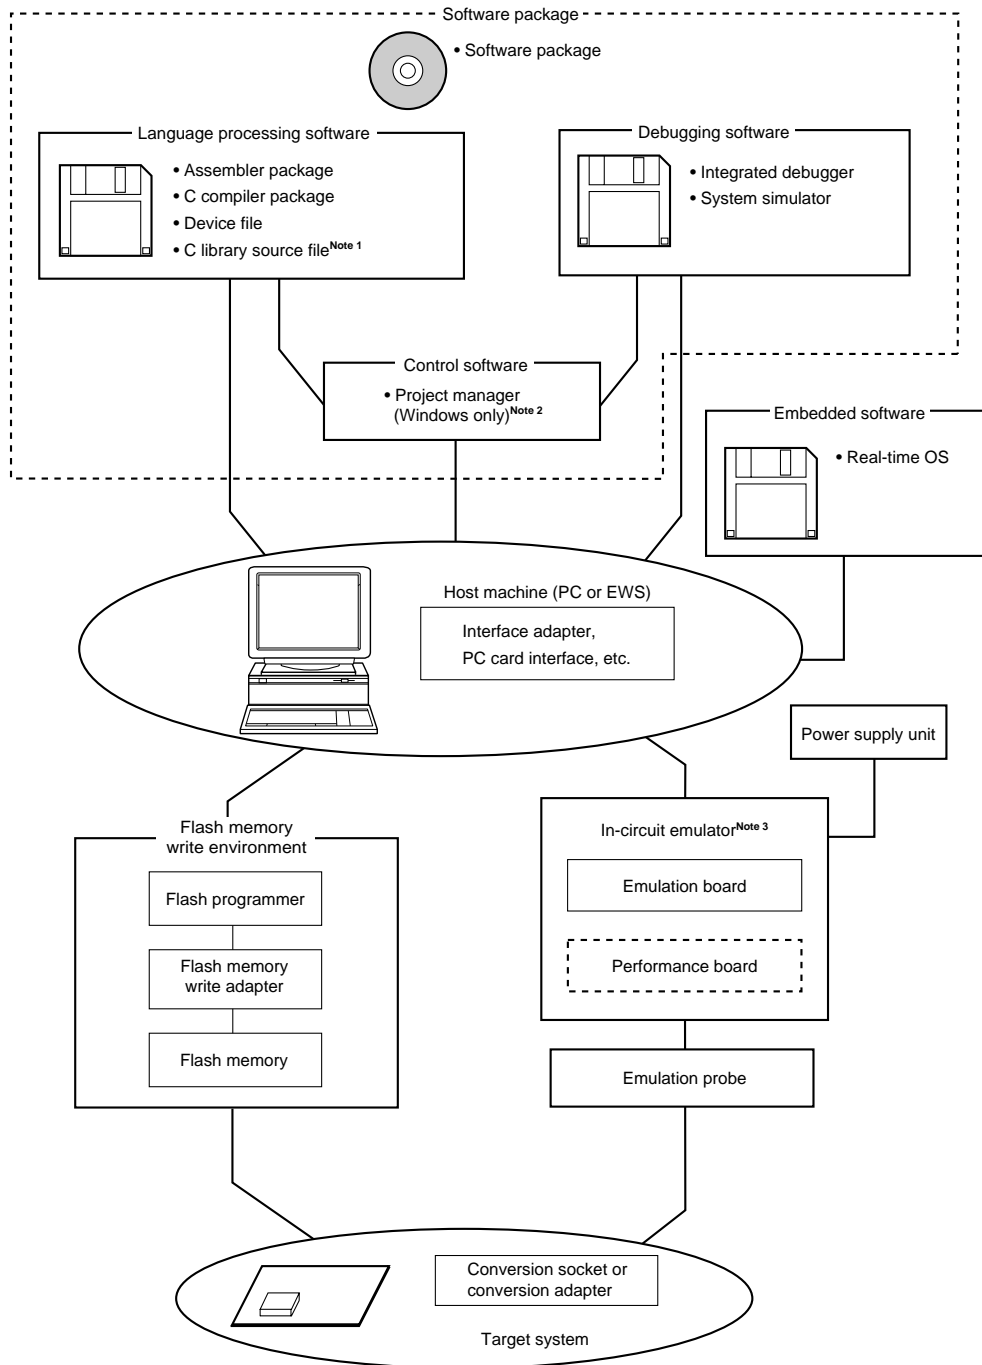 Software package
• Software package
Language processing software
• Assembler package
• C compiler package
• Device file
• C library source fileNote 1
Debugging software
• Integrated debugger
• System simulator
Control software
• Project manager
(Windows only)Note 2
Embedded software
• Real-time OS
Host machine (PC or EWS)
Interface adapter,
PC card interface, etc.
Power supply unit
Flash memory
write environment
Flash programmer
Flash memory
write adapter
Flash memory
In-circuit emulatorNote 3
Emulation board
Performance board
Emulation probe
Conversion socket or
conversion adapter
Target system